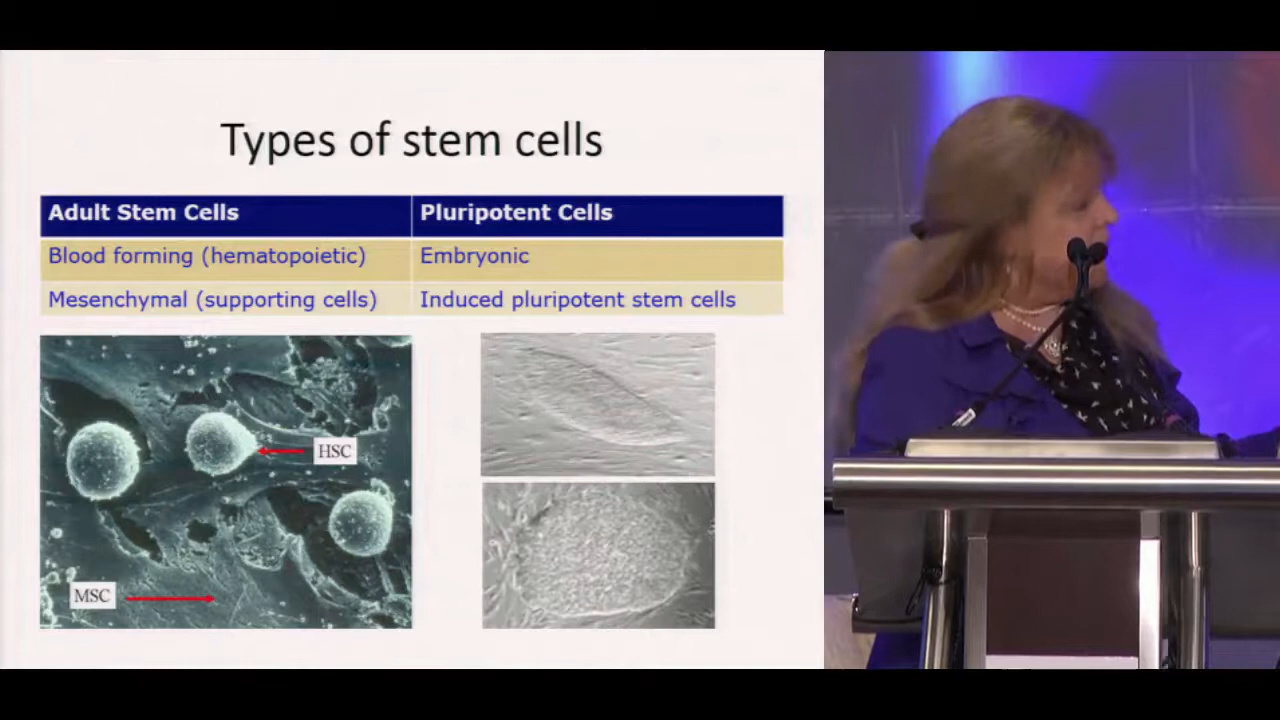 Types of stem cells
Adult Stem Cells
Pluripotent Cells
Blood forming (hematopoietic)
Embryonic
Mesenchymal (supporting cells)
Induced pluripotent stem cells
HSC
MSC